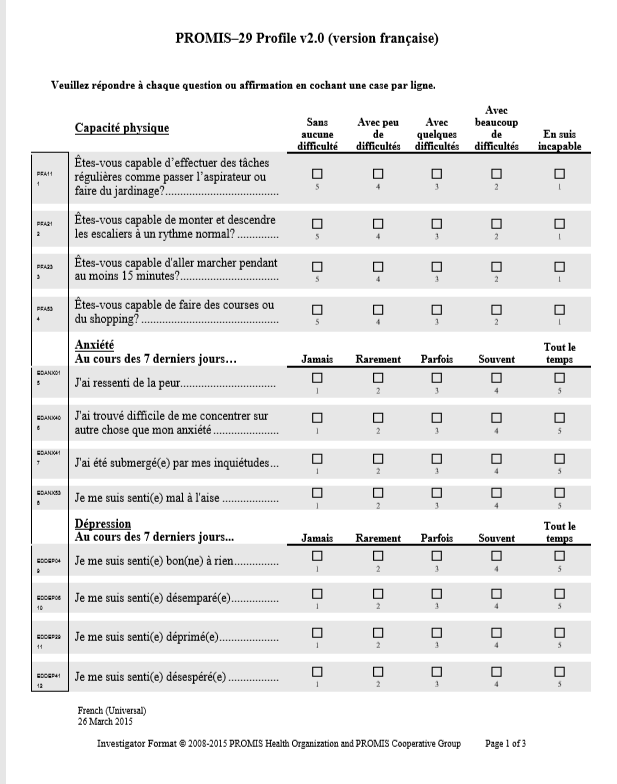 PROMIS–29 Profile v2.0 (version française)
Veuillez répondre à chaque question ou affirmation en cochant une case par ligne.
Capacité physique
Sans aucune difficulté
Avec peu de difficultés
Avec quelques difficultés
Avec beaucoup de difficultés
En suis incapable
PFA11
1
Êtes-vous capable d’effectuer des tâches
régulières comme passer l'aspirateur ou
faire du jardinage?
5 4 3 2 1
PFA21
2
Êtes-vous capable de monter et descendre
les escaliers à un rythme normal?
5 4 3 2 1
PFA23
3
Êtes-vous capable d'aller marcher pendant
au moins 15 minutes?
5 4 3 2 1
PFA53
4
Êtes-vous capable de faire des courses ou
du shopping?
5 4 3 2 1
Anxiété
Au cours des 7 derniers jours…
Jamais Rarement Parfois Souvent Tout le temps
EDANX01
5
J'ai ressenti de la peur
1 2 3 4 5
EDANX40
6
J'ai trouvé difficile de me concentrer sur
autre chose que mon anxiété
1 2 3 4 5
EDANX41
7
J'ai été submergé(e) par mes inquiétudes...
1 2 3 4 5
EDANX53
8
Je me suis senti(e) mal à l'aise
1 2 3 4 5
Dépression
Au cours des 7 derniers jours...
Jamais Rarement Parfois Souvent Tout le temps
EDDEP04
9
Je me suis senti(e) bon(ne) à rien
1 2 3 4 5
EDDEP06
10
Je me suis senti(e) désemparé(e)
1 2 3 4 5
EDDEP29
11
Je me suis senti(e) déprimé(e)
1 2 3 4 5
EDDEP41
12
Je me suis senti(e) désespéré(e)
1 2 3 4 5
French (Universal)
26 March 2015
Investigator Format © 2008-2015 PROMIS Health Organization and PROMIS Cooperative Group Page 1 of 3